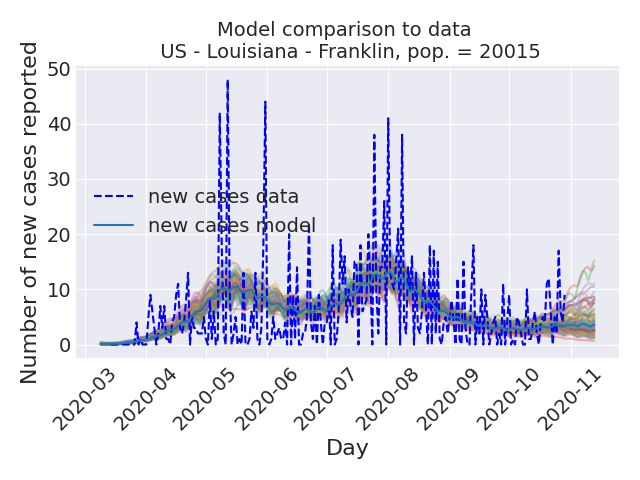 Model comparison to data
US - Louisiana - Franklin, pop. = 20015
Number of new cases reported
50
40
30
20
10
0
new cases data
new cases model
2020-03
2020-04
2020-05
2020-06
2020-07
2020-08
2020-09
2020-10
2020-11
Day